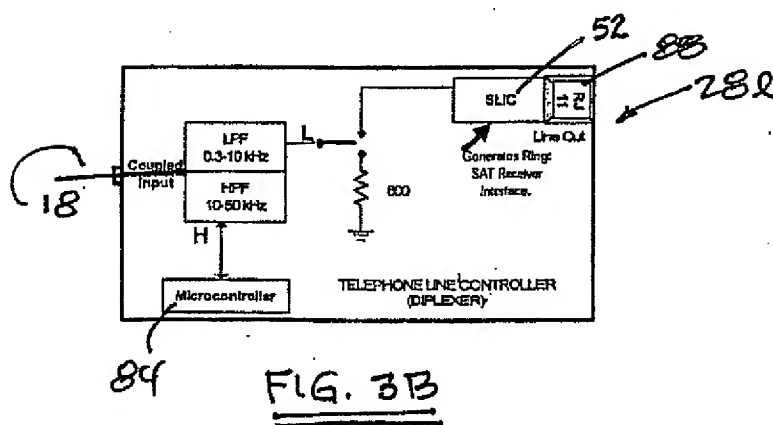 52
88
28l
SLIC
RJ
11
Line Out
LPF
0.3-10 kHz
L
Coupled
Input
18
HPF
10-50 kHz
Generates Ring:
SAT Receiver
Interface.
600
H
Microcontroller
TELEPHONE LINE CONTROLLER
(DIPLEXER)
84
FIG. 3B